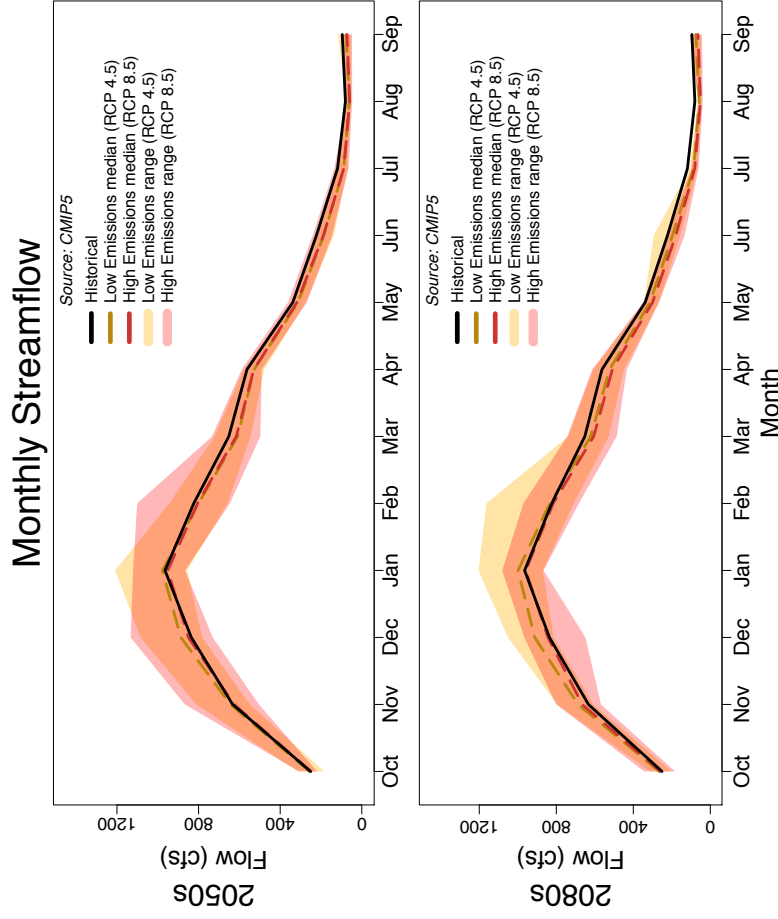 Monthly Streamflow
2050s
Flow (cfs)
0 400 800 1200
Source: CMIP5
Historical
Low Emissions median (RCP 4.5)
High Emissions median (RCP 8.5)
Low Emissions range (RCP 4.5)
High Emissions range (RCP 8.5)
Oct Nov Dec Jan Feb Mar Apr May Jun Jul Aug Sep
2080s
Flow (cfs)
0 400 800 1200
Source: CMIP5
Historical
Low Emissions median (RCP 4.5)
High Emissions median (RCP 8.5)
Low Emissions range (RCP 4.5)
High Emissions range (RCP 8.5)
Oct Nov Dec Jan Feb Mar Apr May Jun Jul Aug Sep
Month